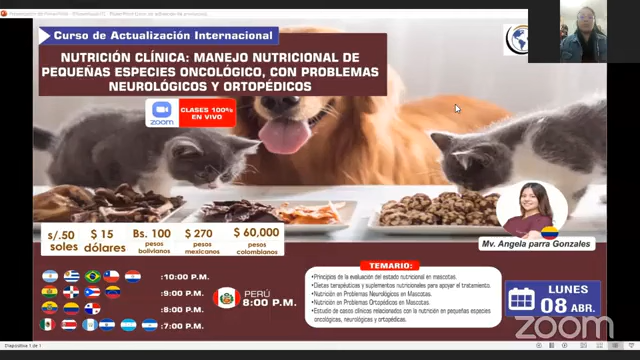 Curso de Actualización Internacional
NUTRICIÓN CLÍNICA: MANEJO NUTRICIONAL DE
PEQUEÑAS ESPECIES ONCOLÓGICO, CON PROBLEMAS
NEUROLÓGICOS Y ORTOPÉDICOS
zoom
CLASES 100%
EN VIVO
s/.50
soles
$ 15
dólares
Bs. 100
pesos
bolivianos
$ 270
pesos
mexicanos
$ 60,000
pesos
colombianos
Mv. Angela parra Gonzales
:10:00 P.M.
:9:00 P.M.
:8:00 P.M.
:7:00 P.M.
PERÚ
8:00 P.M.
TEMARIO:
•Principios de la evaluación del estado nutricional en mascotas.
•Dietas terapéuticas y suplementos nutricionales para apoyar el tratamiento.
•Nutrición en Problemas Neurológicos en Mascotas.
•Nutrición en Problemas Ortopédicos en Mascotas.
•Estudio de casos clínicos relacionados con la nutrición en pequeñas especies
oncológicas, neurológicas y ortopédicas.
LUNES
08 ABR.
zoom
Diapositiva 1 de 1